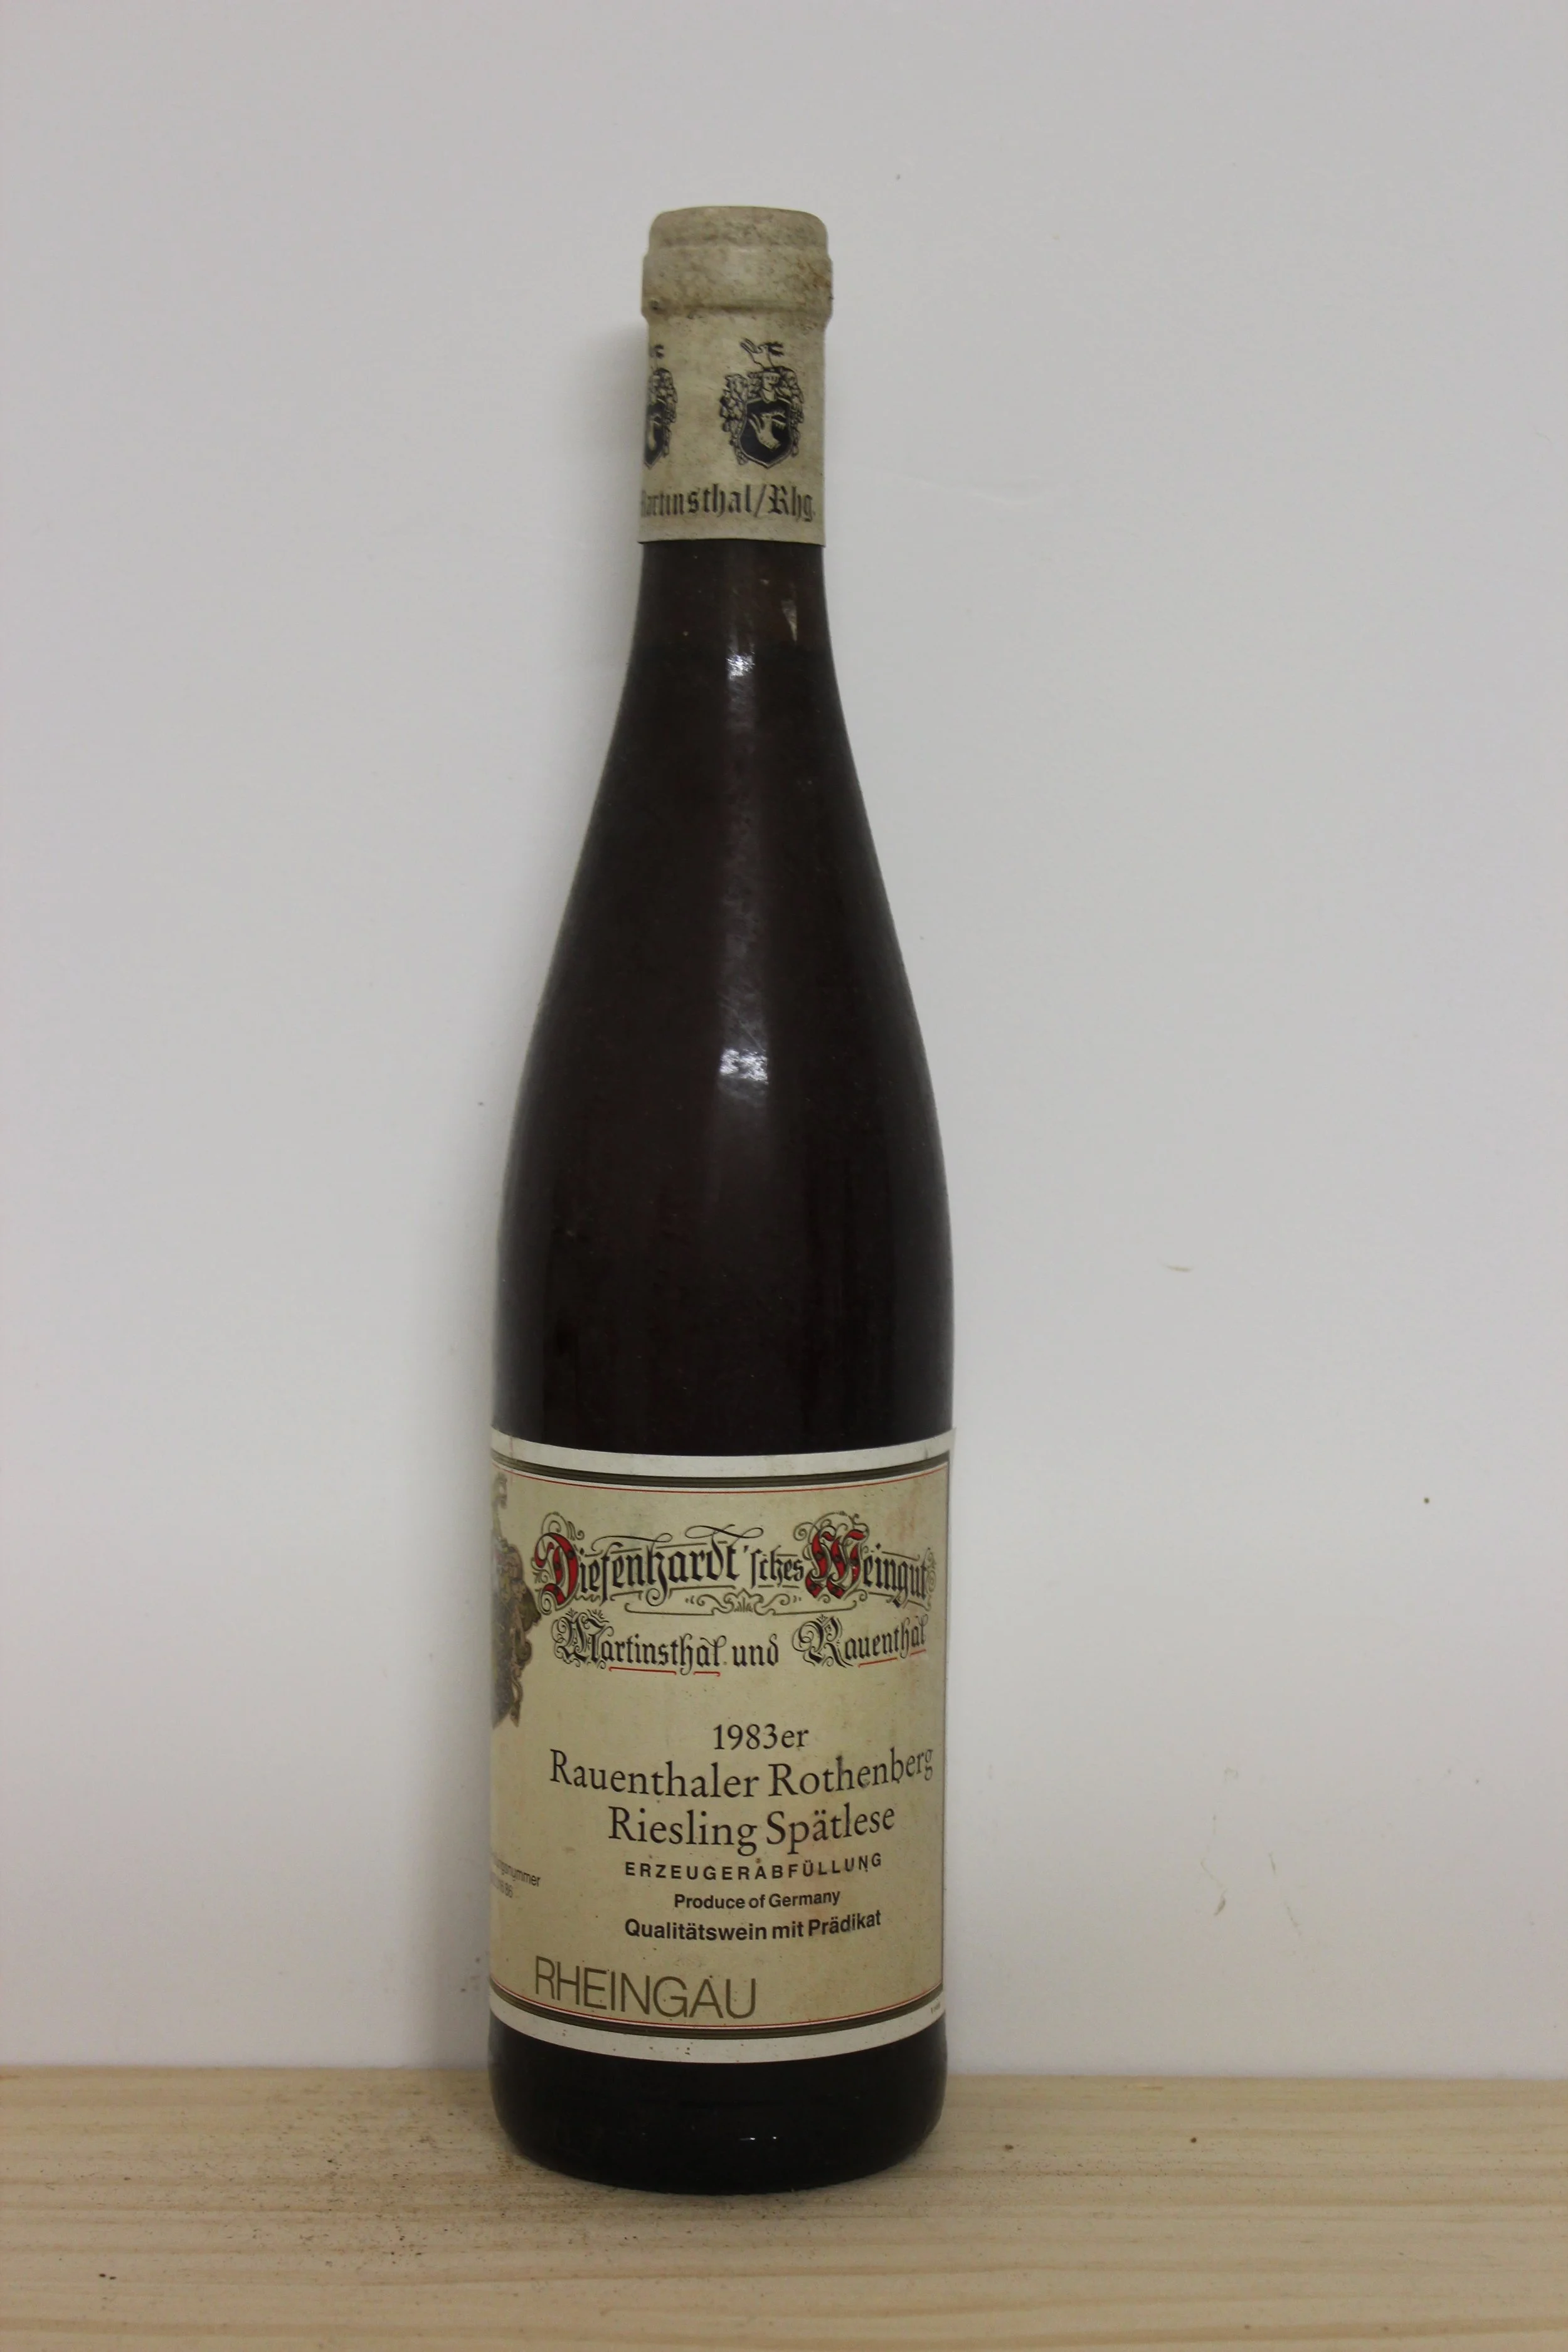 artinsthal/Rhg.
Diefenhardt'sches Weingut
Martinsthal und Rauenthal
1983er
Rauenthaler Rothenberg
Riesling Spätlese
ERZEUGERABFÜLLUNG
Produce of Germany
Qualitätswein mit Prädikat
RHEINGAU